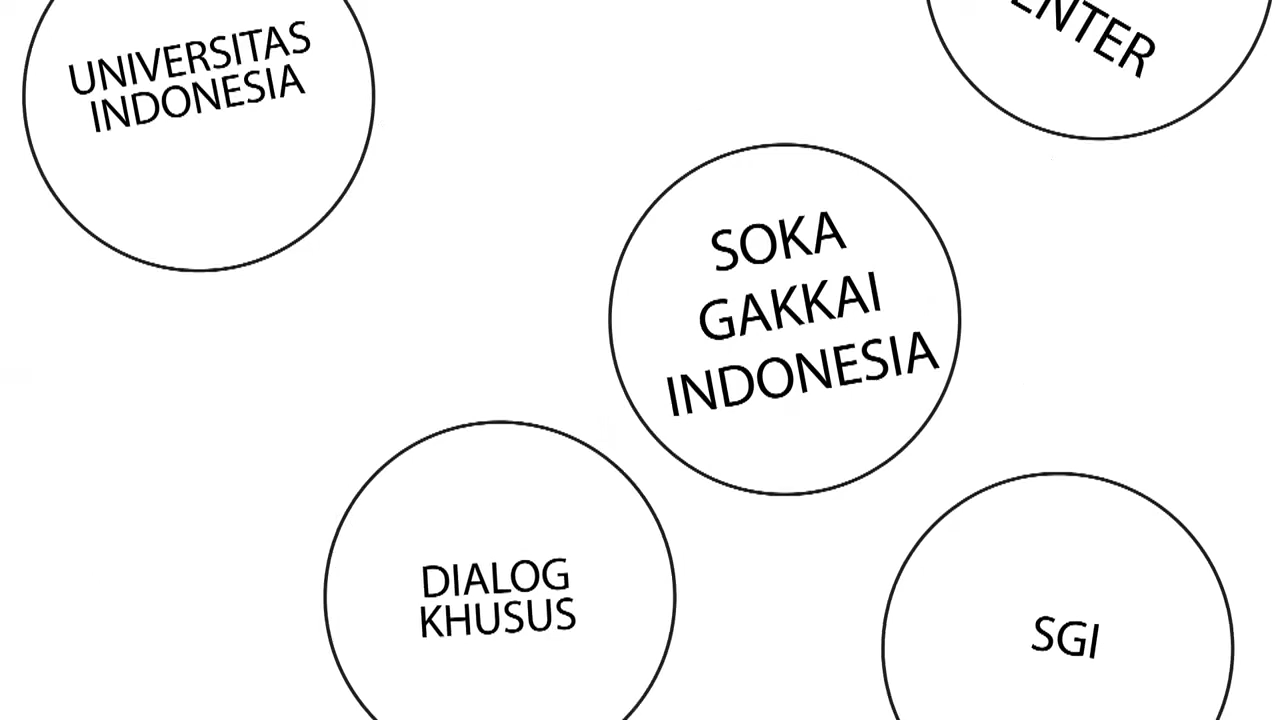 UNIVERSITAS
INDONESIA
SOKA
GAKKAI
INDONESIA
DIALOG
KHUSUS
SGI